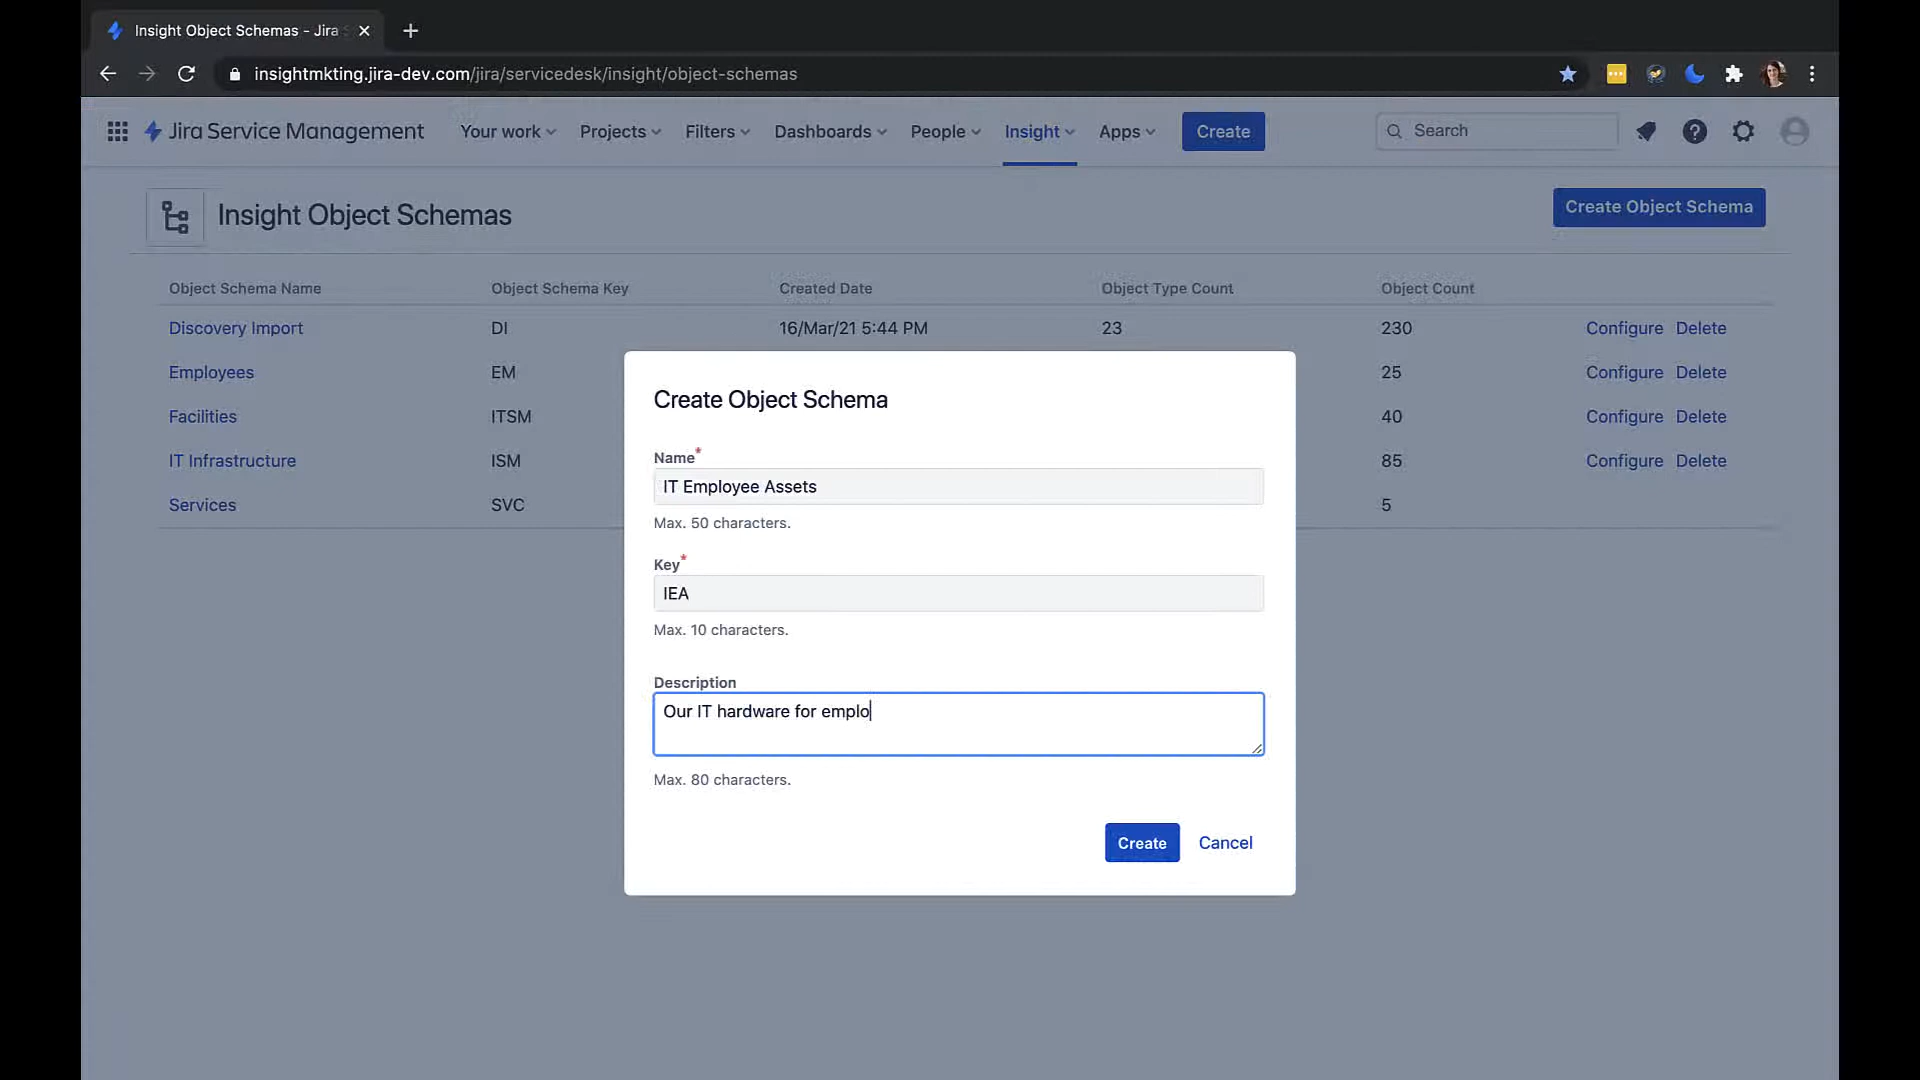 Insight Object Schemas - Jira
insightmkting.jira-dev.com/jira/servicedesk/insight/object-schemas
Jira Service Management Your work Projects Filters Dashboards People Insight Apps Create Search
Insight Object Schemas Create Object Schema
Object Schema Name Object Schema Key Created Date Object Type Count Object Count
Discovery Import DI 16/Mar/21 5:44 PM 23 230 Configure Delete
Employees EM 25 Configure Delete
Facilities ITSM 40 Configure Delete
IT Infrastructure ISM 85 Configure Delete
Services SVC 5
Create Object Schema
Name*
IT Employee Assets
Max. 50 characters.
Key*
IEA
Max. 10 characters.
Description
Our IT hardware for emplo
Max. 80 characters.
Create Cancel